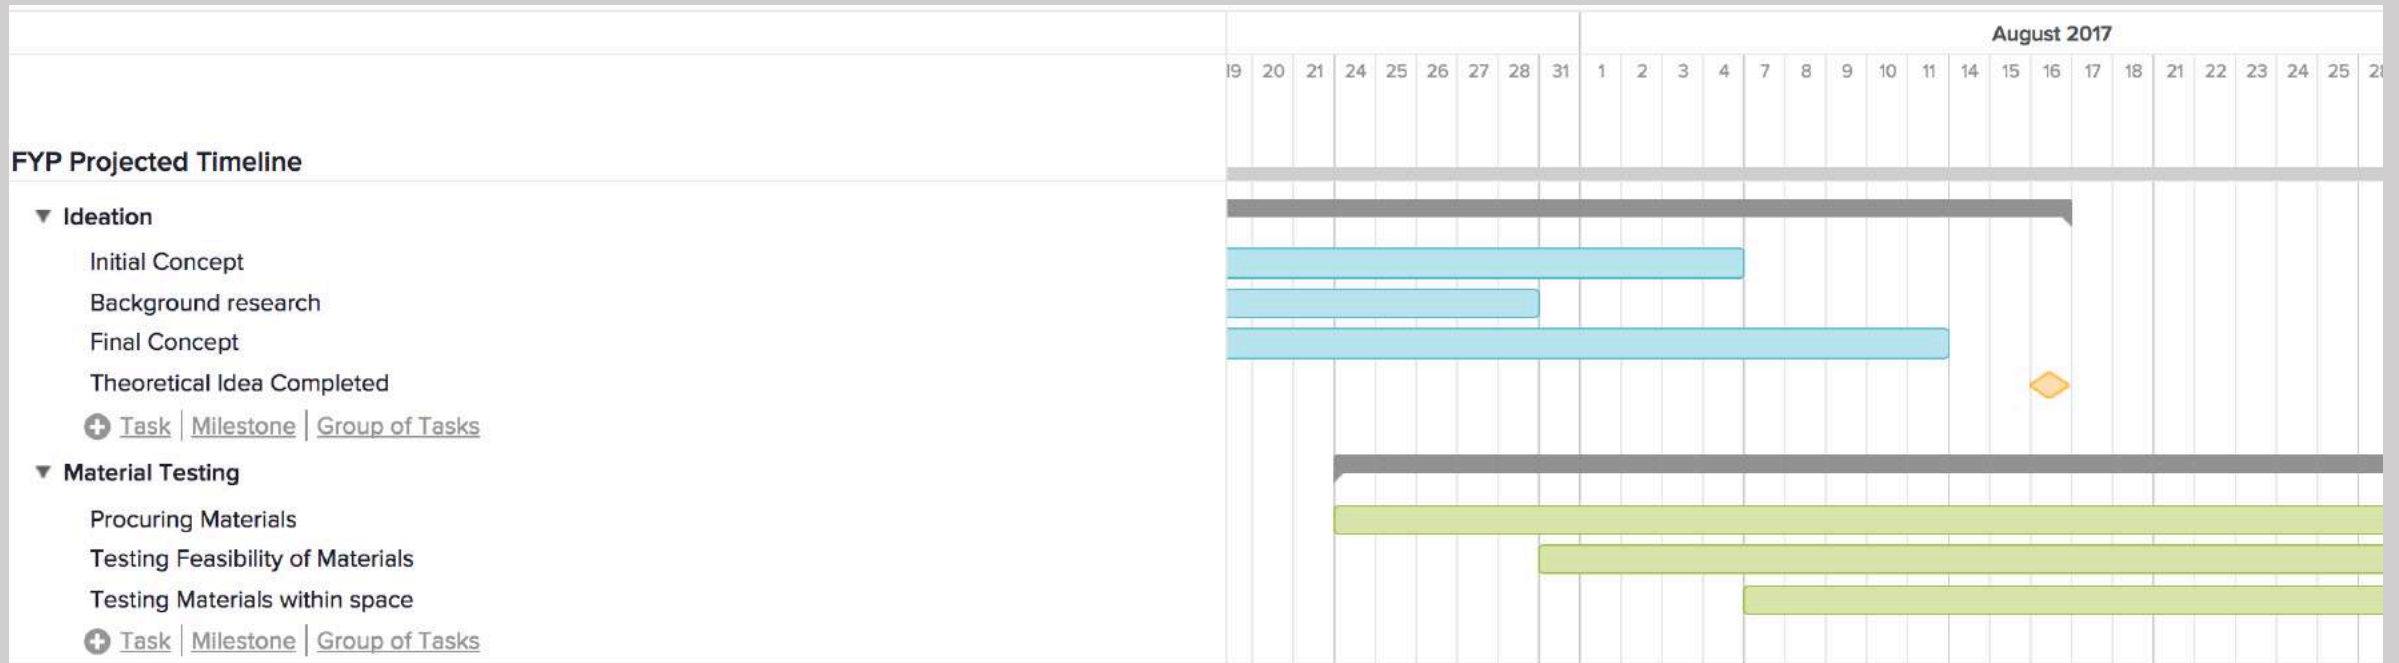 August 2017
19 20 21 24 25 26 27 28 31 1 2 3 4 7 8 9 10 11 14 15 16 17 18 21 22 23 24 25
FYP Projected Timeline
Ideation
Initial Concept
Background research
Final Concept
Theoretical Idea Completed
Task | Milestone | Group of Tasks
Material Testing
Procuring Materials
Testing Feasibility of Materials
Testing Materials within space
Task | Milestone | Group of Tasks